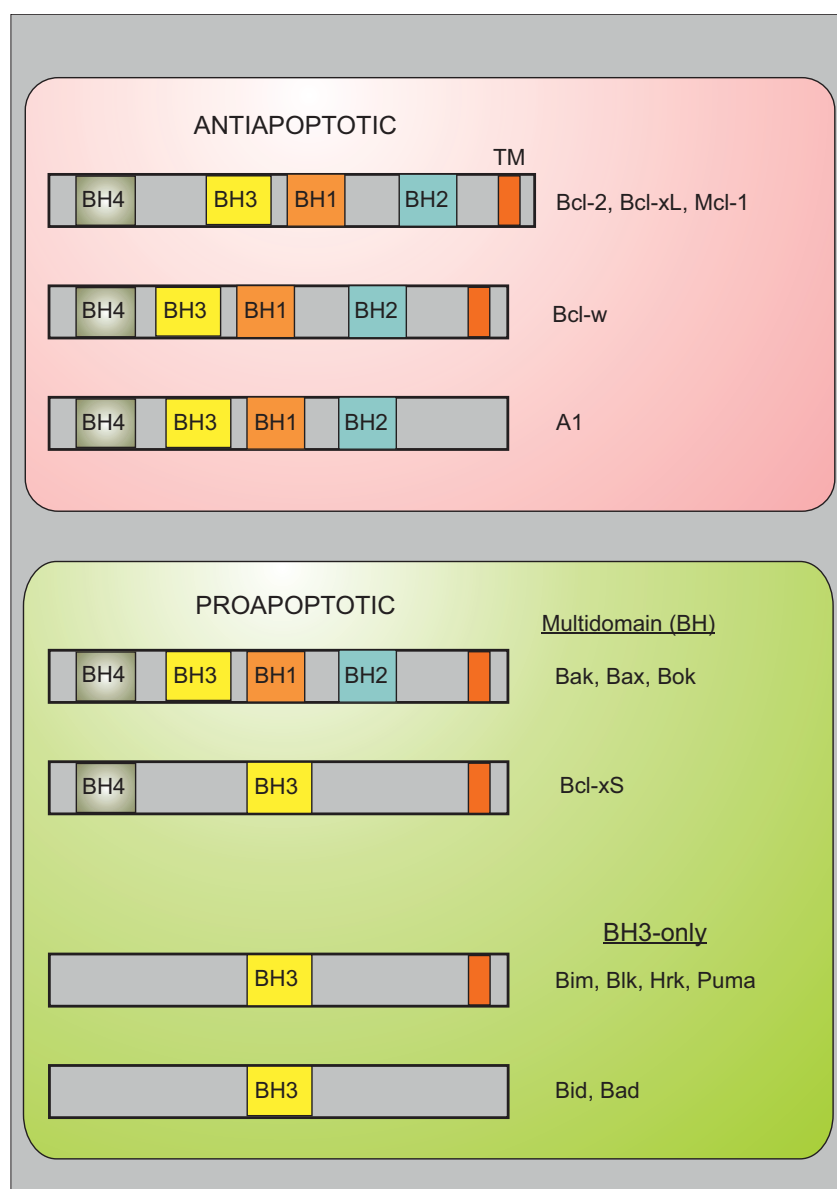 ANTIAPOPTOTIC
TM
BH4 BH3 BH1 BH2 Bcl-2, Bcl-xL, Mcl-1
BH4 BH3 BH1 BH2 Bcl-w
BH4 BH3 BH1 BH2 A1
PROAPOPTOTIC
Multidomain (BH)
BH4 BH3 BH1 BH2 Bak, Bax, Bok
BH4 BH3 Bcl-xS
BH3-only
BH3 Bim, Blk, Hrk, Puma
BH3 Bid, Bad